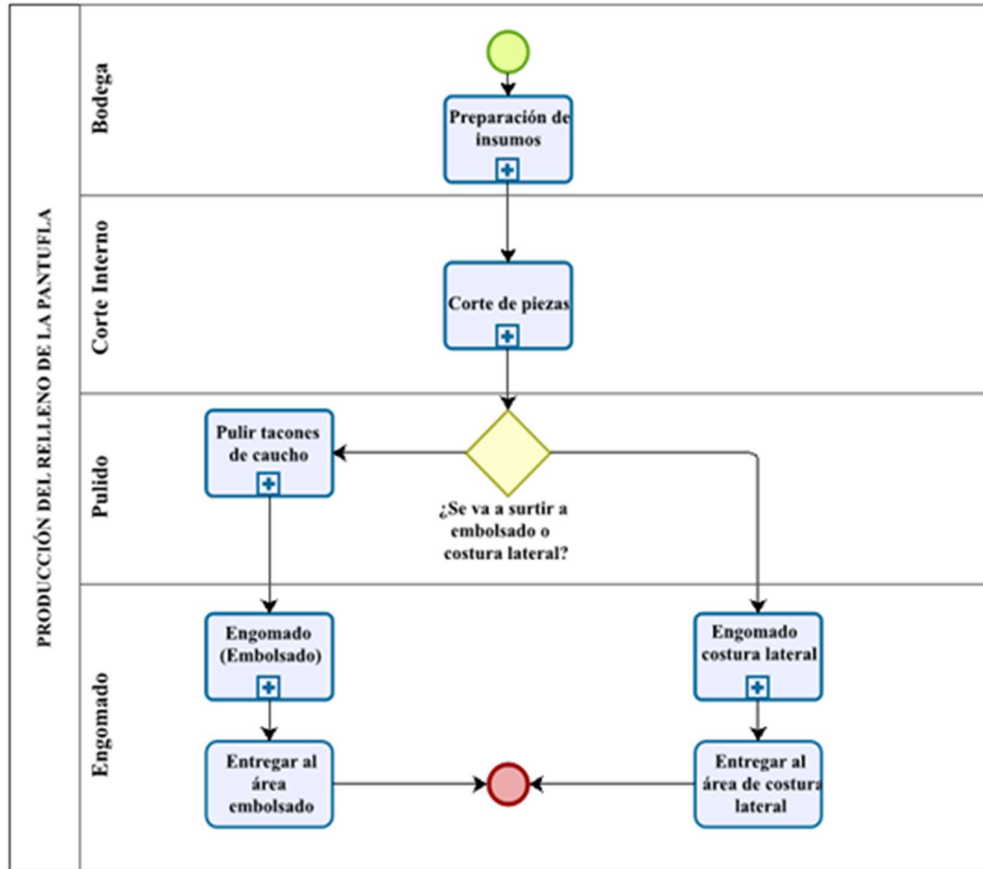 PRODUCCIÓN DEL RELLENO DE LA PANTUFLA
Bodega
Preparación de
insumos
Corte Interno
Corte de piezas
Pulido
Pulir tacones
de caucho
¿Se va a surtir a
embolsado o
costura lateral?
Engomado
Engomado
(Embolsado)
Engomado
costura lateral
Entregar al
área
embolsado
Entregar al
área de costura
lateral